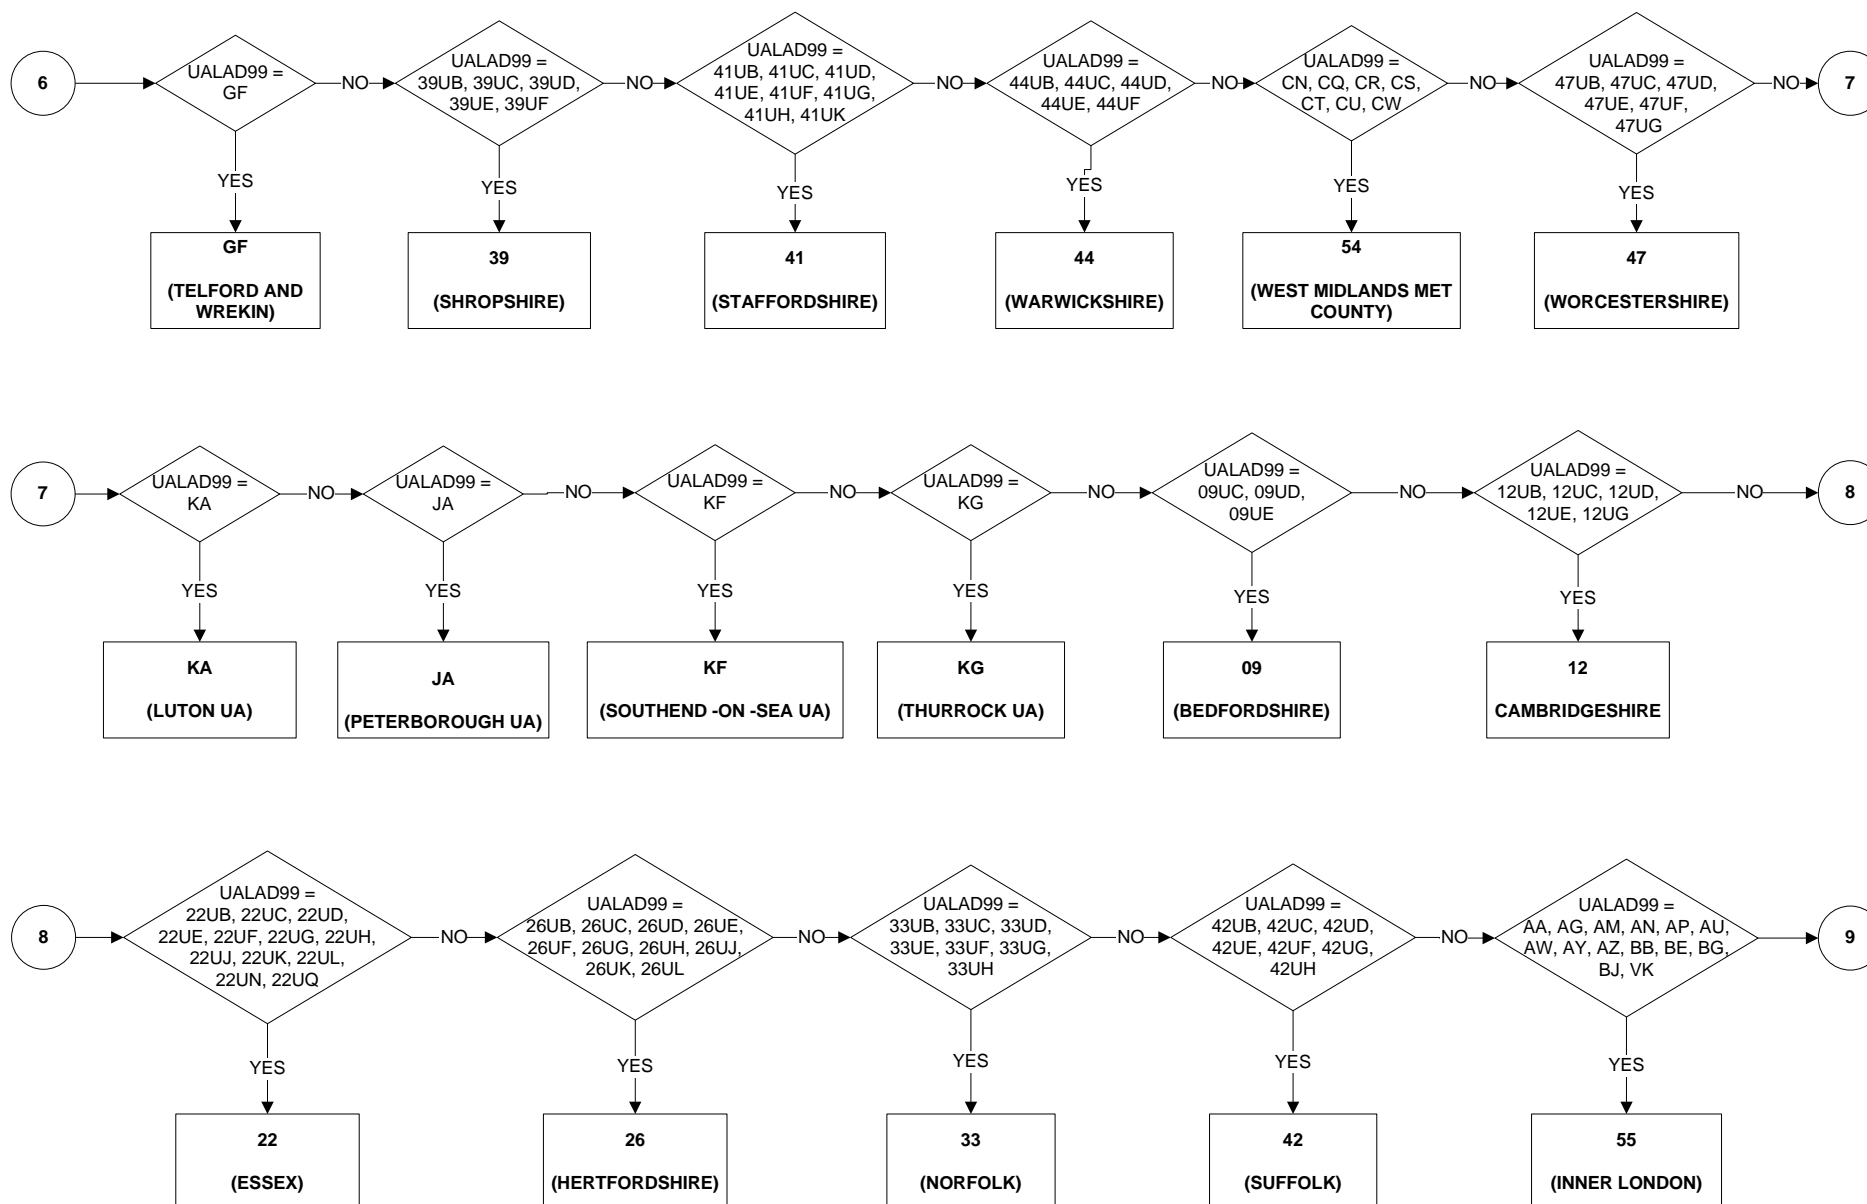 6
UALAD99 =
GF
NO
UALAD99 =
39UB, 39UC, 39UD,
39UE, 39UF
NO
UALAD99 =
41UB, 41UC, 41UD,
41UE, 41UF, 41UG,
41UH, 41UK
NO
UALAD99 =
44UB, 44UC, 44UD,
44UE, 44UF
NO
UALAD99 =
CN, CQ, CR, CS,
CT, CU, CW
NO
UALAD99 =
47UB, 47UC, 47UD,
47UE, 47UF,
47UG
NO
7
YES
YES
YES
YES
YES
YES
GF
(TELFORD AND
WREKIN)
39
(SHROPSHIRE)
41
(STAFFORDSHIRE)
44
(WARWICKSHIRE)
54
(WEST MIDLANDS MET
COUNTY)
47
(WORCESTERSHIRE)
7
UALAD99 =
KA
NO
UALAD99 =
JA
NO
UALAD99 =
KF
NO
UALAD99 =
KG
NO
UALAD99 =
09UC, 09UD,
09UE
NO
UALAD99 =
12UB, 12UC, 12UD,
12UE, 12UG
NO
8
YES
YES
YES
YES
YES
YES
KA
(LUTON UA)
JA
(PETERBOROUGH UA)
KF
(SOUTHEND -ON -SEA UA)
KG
(THURROCK UA)
09
(BEDFORDSHIRE)
12
CAMBRIDGESHIRE
8
UALAD99 =
22UB, 22UC, 22UD,
22UE, 22UF, 22UG, 22UH,
22UJ, 22UK, 22UL,
22UN, 22UQ
NO
UALAD99 =
26UB, 26UC, 26UD, 26UE,
26UF, 26UG, 26UH, 26UJ,
26UK, 26UL
NO
UALAD99 =
33UB, 33UC, 33UD,
33UE, 33UF, 33UG,
33UH
NO
UALAD99 =
42UB, 42UC, 42UD,
42UE, 42UF, 42UG,
42UH
NO
UALAD99 =
AA, AG, AM, AN, AP, AU,
AW, AY, AZ, BB, BE, BG,
BJ, VK
9
YES
YES
YES
YES
YES
22
(ESSEX)
26
(HERTFORDSHIRE)
33
(NORFOLK)
42
(SUFFOLK)
55
(INNER LONDON)